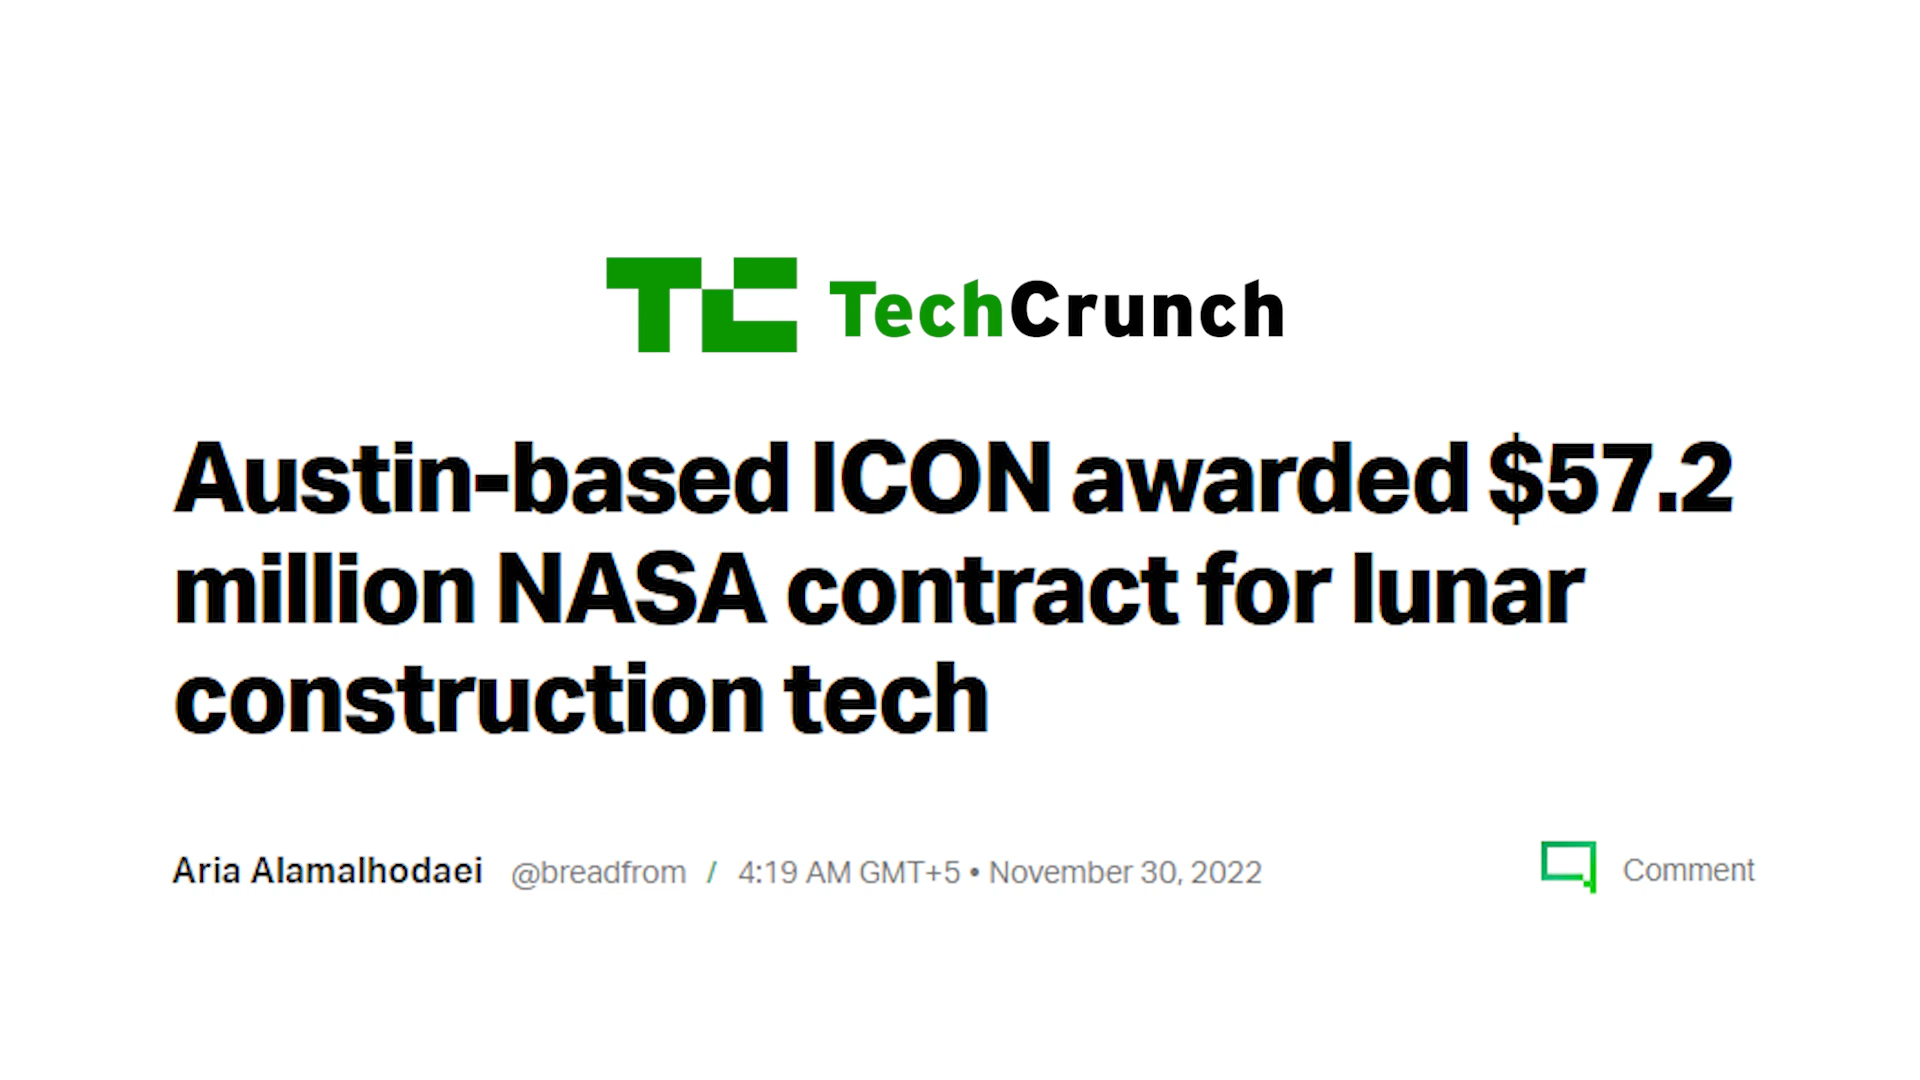 TC TechCrunch
Austin-based ICON awarded $57.2
million NASA contract for lunar
construction tech
Aria Alamalhodaei @breadfrom / 4:19 AM GMT+5 • November 30, 2022 Comment